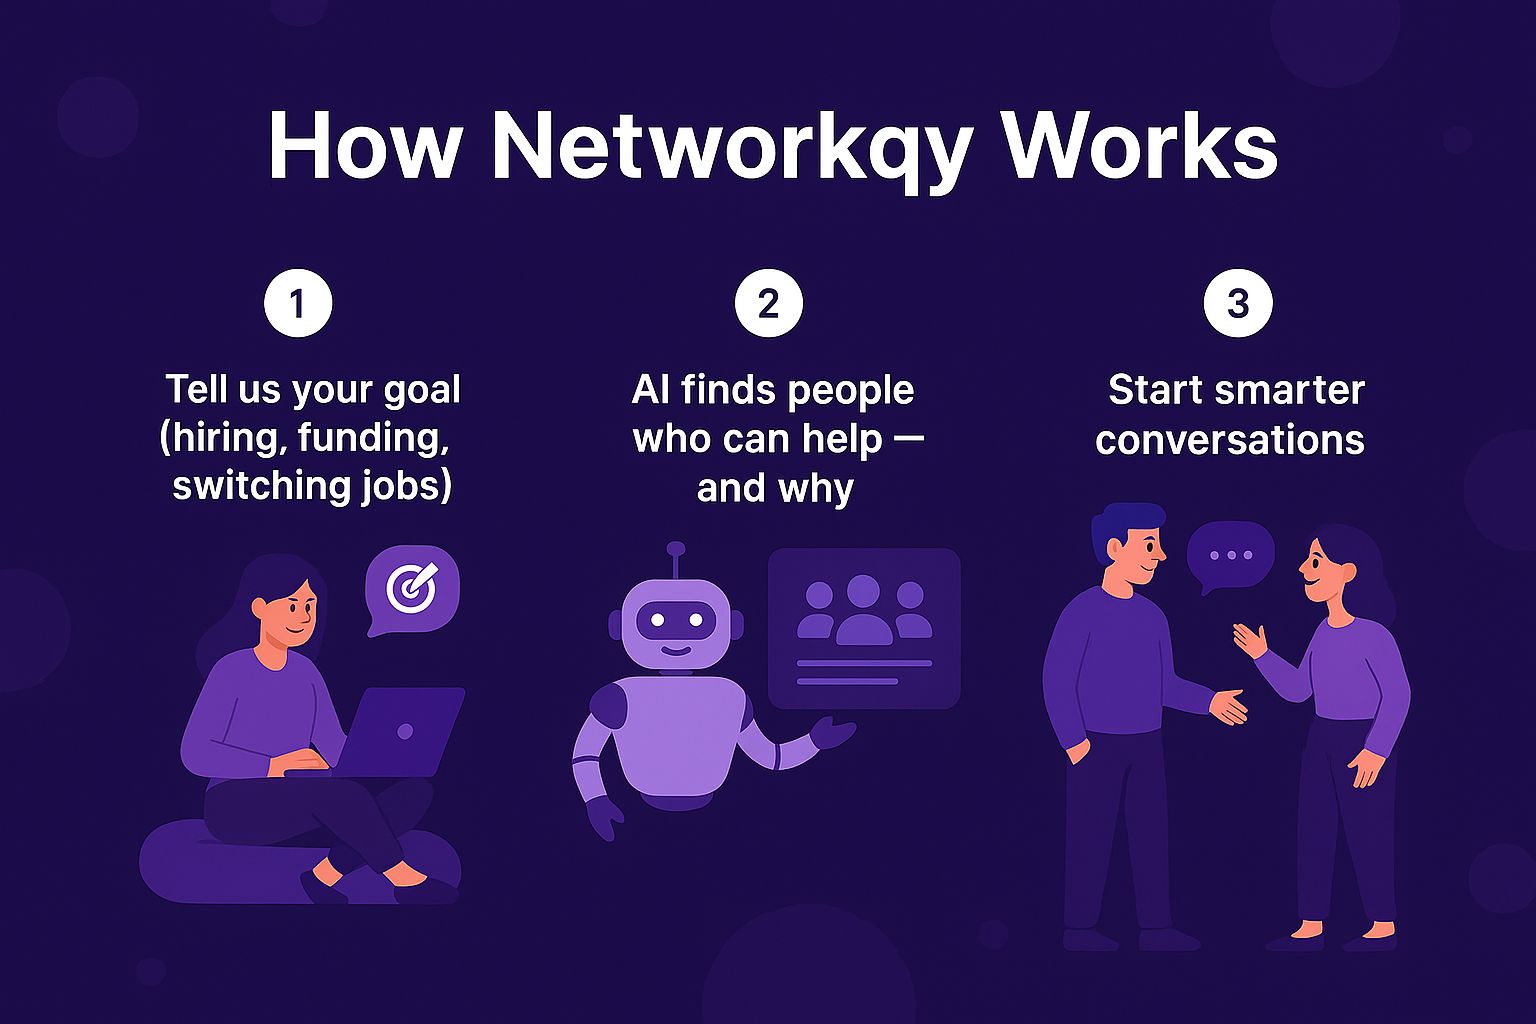 How Networkqy Works
1
Tell us your goal
(hiring, funding,
switching jobs)
2
AI finds people
who can help —
and why
3
Start smarter
conversations